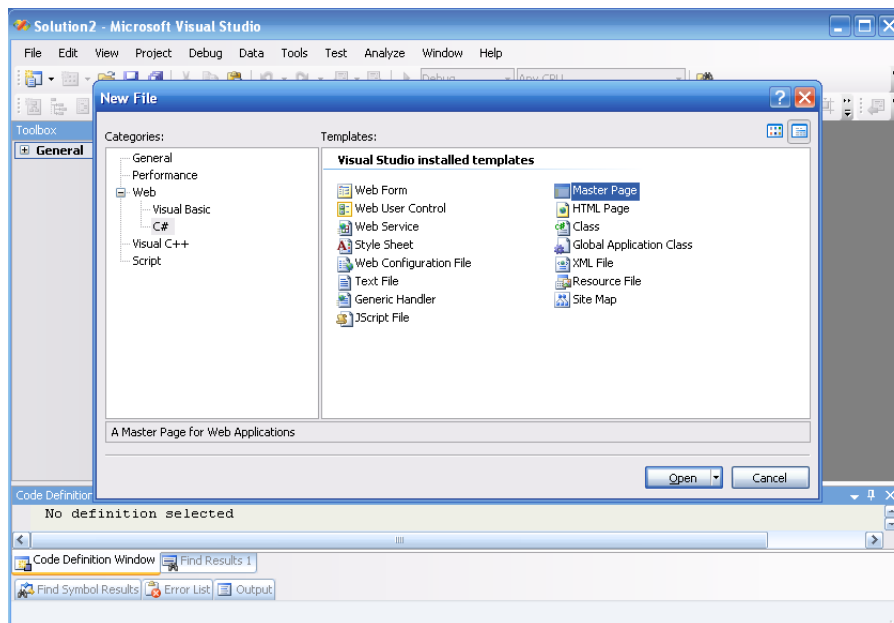 Solution2 - Microsoft Visual Studio
File Edit View Project Debug Data Tools Test Analyze Window Help
Debug Any CPU
New File
Toolbox
General
Categories:
Templates:
General
Performance
Web
Visual Basic
C#
Visual C++
Script
Visual Studio installed templates
Web Form
Web User Control
Web Service
Style Sheet
Web Configuration File
Text File
Generic Handler
JScript File
Master Page
HTML Page
Class
Global Application Class
XML File
Resource File
Site Map
A Master Page for Web Applications
Open Cancel
Code Definition
No definition selected
Code Definition Window Find Results 1
Find Symbol Results Error List Output